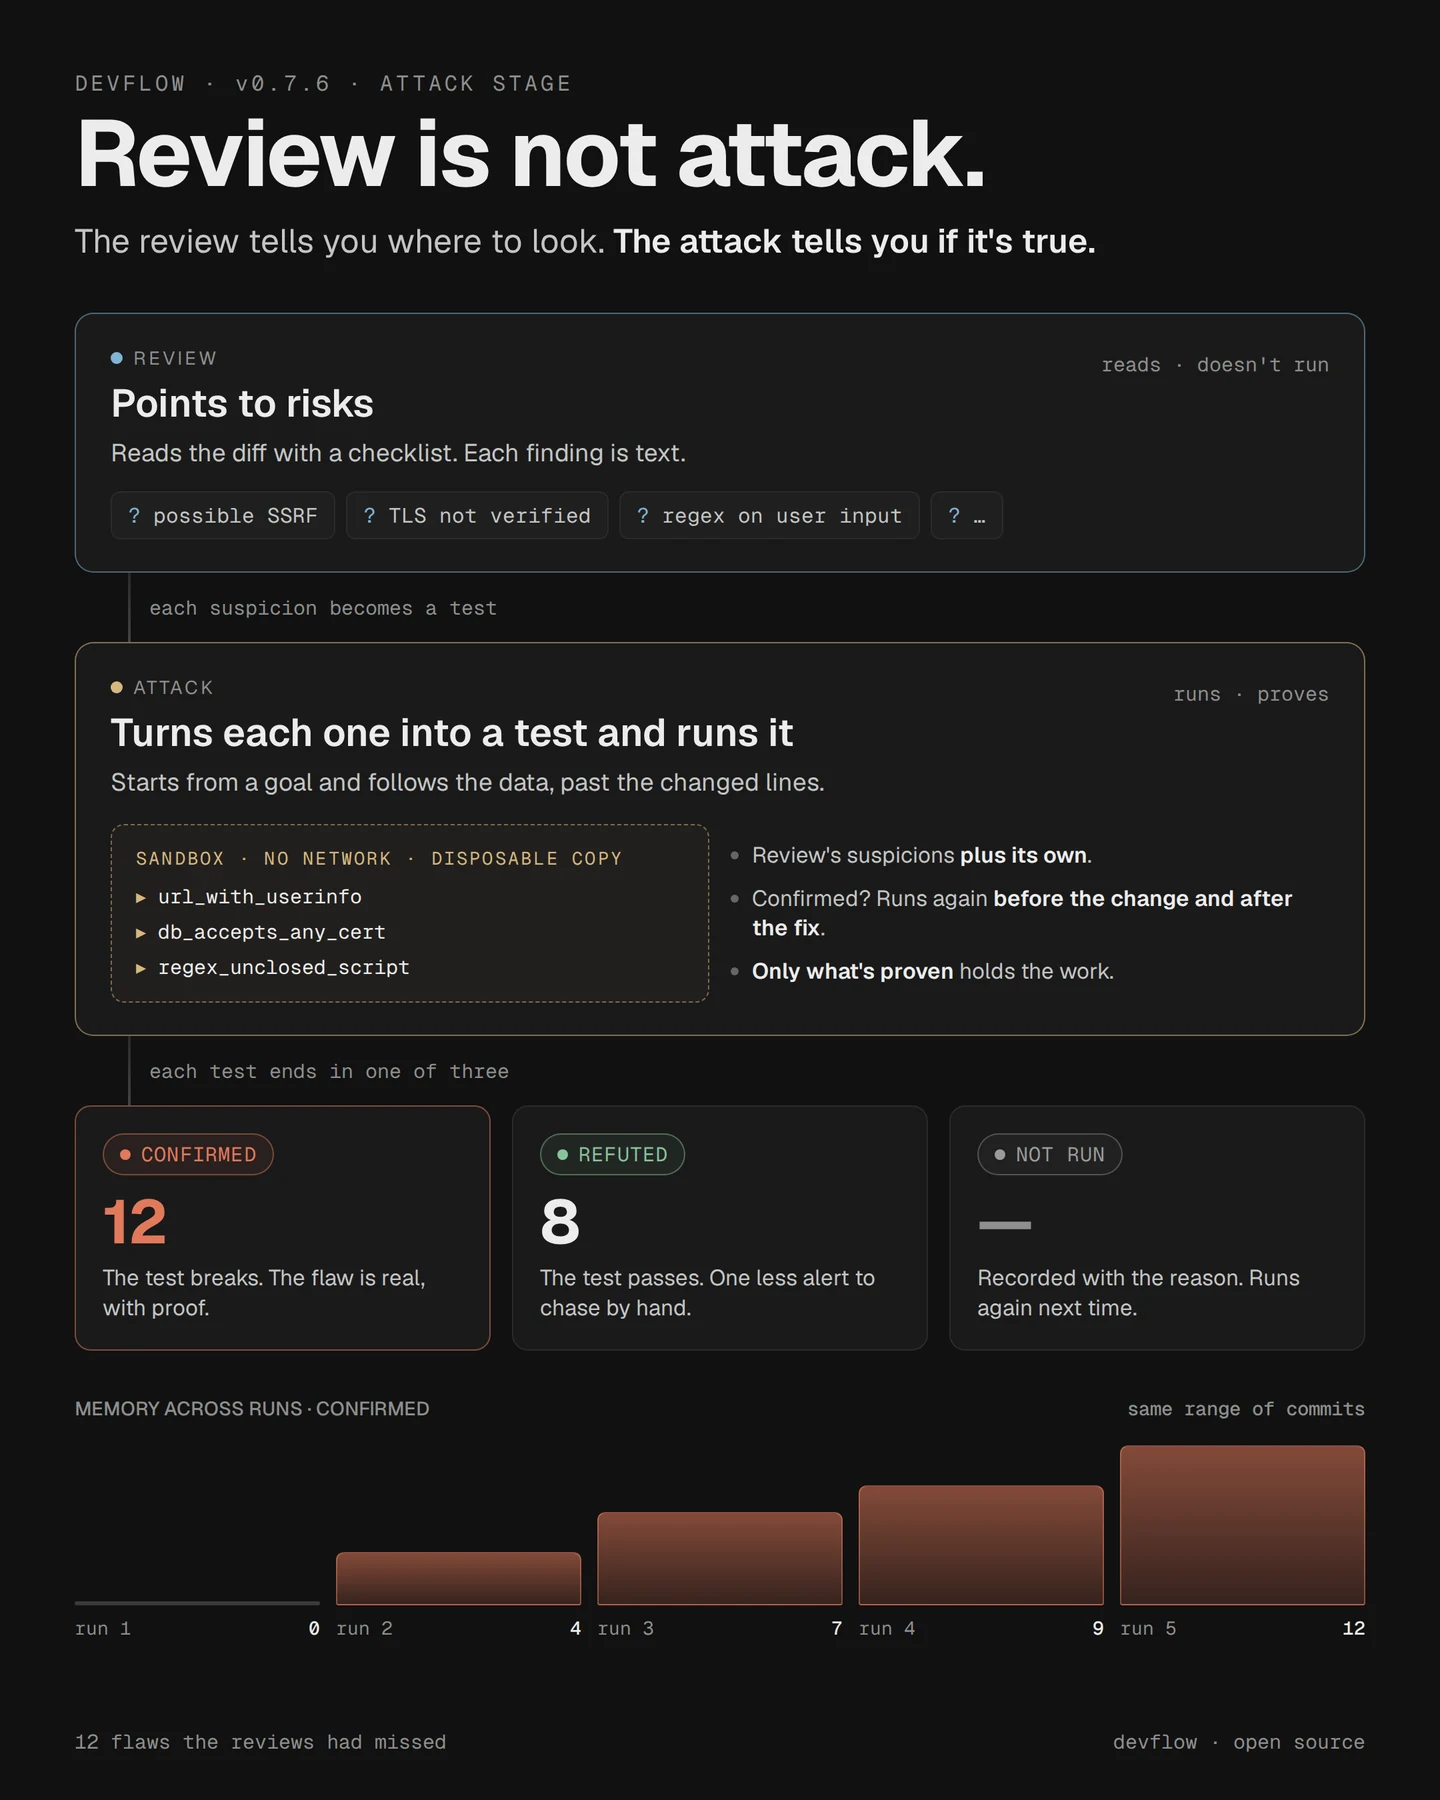 DEVFLOW · v0.7.6 · ATTACK STAGE
Review is not attack.
The review tells you where to look. The attack tells you if it's true.
REVIEW
reads · doesn't run
Points to risks
Reads the diff with a checklist. Each finding is text.
? possible SSRF
? TLS not verified
? regex on user input
? …
each suspicion becomes a test
ATTACK
runs · proves
Turns each one into a test and runs it
Starts from a goal and follows the data, past the changed lines.
SANDBOX · NO NETWORK · DISPOSABLE COPY
▸ url_with_userinfo
▸ db_accepts_any_cert
▸ regex_unclosed_script
Review's suspicions plus its own.
Confirmed? Runs again before the change and after
the fix.
Only what's proven holds the work.
each test ends in one of three
CONFIRMED
12
The test breaks. The flaw is real,
with proof.
REFUTED
8
The test passes. One less alert to
chase by hand.
NOT RUN
—
Recorded with the reason. Runs
again next time.
MEMORY ACROSS RUNS · CONFIRMED
same range of commits
run 1 0
run 2 4
run 3 7
run 4 9
run 5 12
12 flaws the reviews had missed
devflow · open source